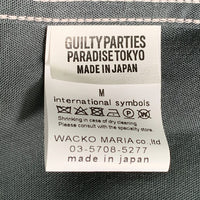 GUILTY PARTIES
PARADISE TOKYO
MADE IN JAPAN
M
international symbols
Shrinking in case of dry cleaning.
Please consult with the specialty store.
WACKO MARIA co.,ltd.
03-5708-5277
made in japan